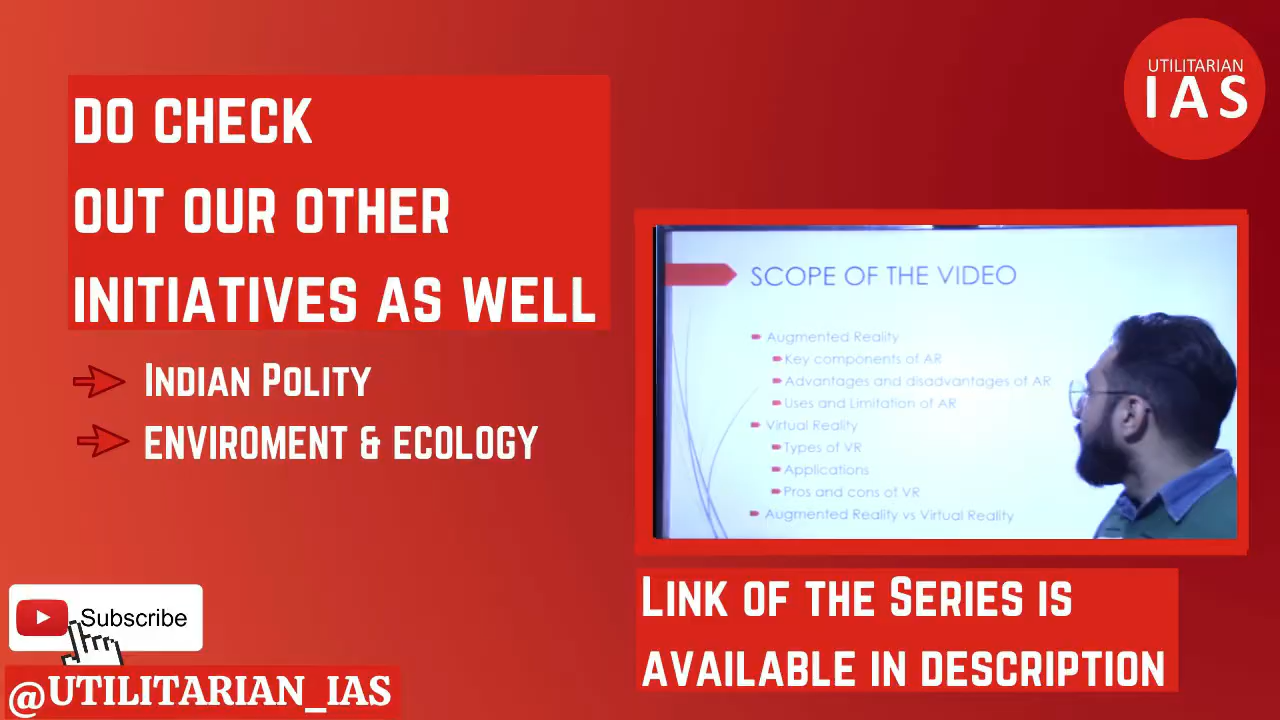 DO CHECK
OUT OUR OTHER
INITIATIVES AS WELL
INDIAN POLITY
ENVIROMENT & ECOLOGY
Subscribe
@UTILITARIAN_IAS
UTILITARIAN
IAS
SCOPE OF THE VIDEO
Augmented Reality
Key components of AR
Advantages and disadvantages of AR
Uses and Limitation of AR
Virtual Reality
Types of VR
Applications
Pros and cons of VR
Augmented Reality vs Virtual Reality
LINK OF THE SERIES IS
AVAILABLE IN DESCRIPTION